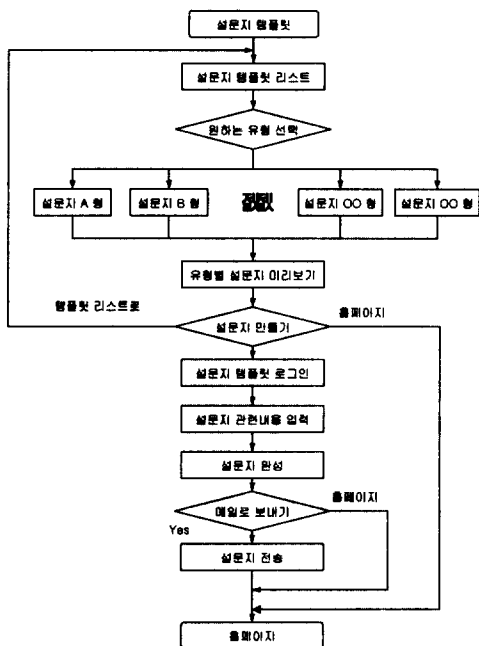 설문지 템플릿
설문지 템플릿 리스트
원하는 유형 선택
설문지 A 형
설문지 B 형
설문지 OO 형
설문지 OO 형
유형별 설문지 미리보기
템플릿 리스트로
홈페이지
설문지 만들기
설문지 템플릿 로그인
설문지 관련내용 입력
설문지 완성
홈페이지
메일로 보내기
Yes
설문지 전송
홈페이지